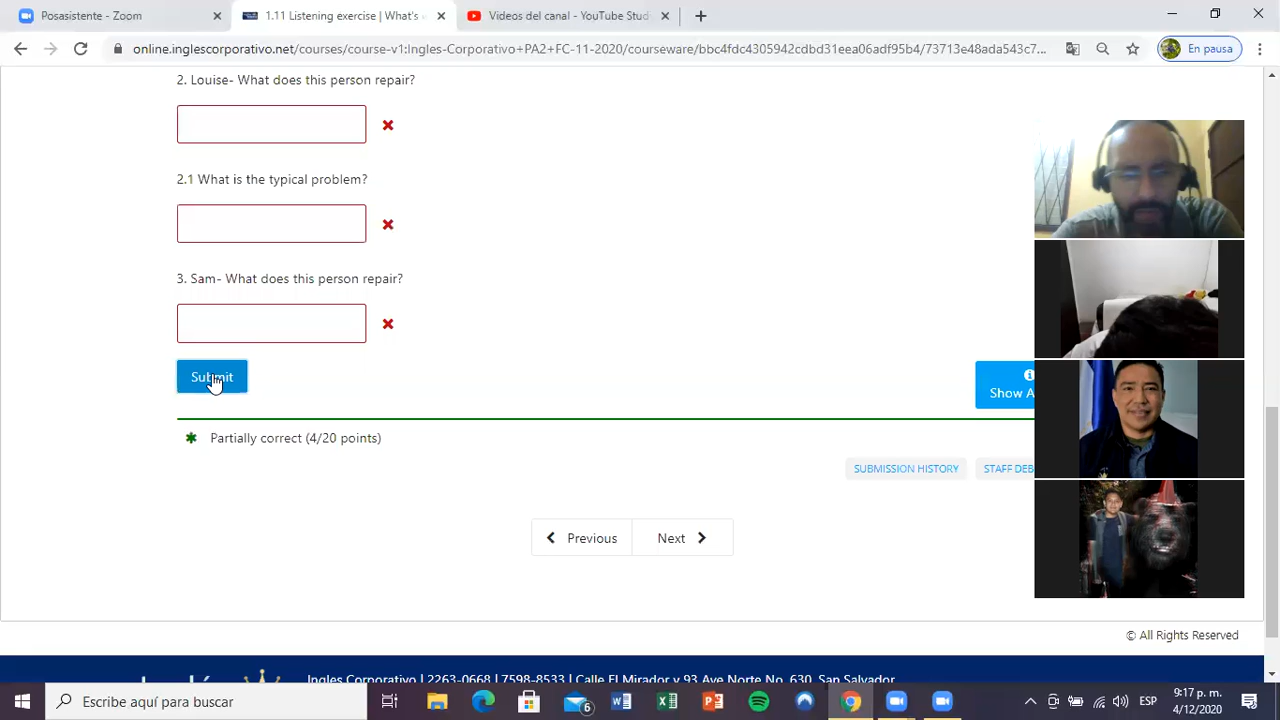 Posasistente - Zoom
1.11 Listening exercise | What's
Videos del canal - YouTube Stud
online.inglescorporativo.net/courses/course-v1:Ingles-Corporativo+PA2+FC-11-2020/courseware/bbc4fdc4305942cdbd31eea06adf95b4/73713e48ada543c7...
En pausa
2. Louise- What does this person repair?
2.1 What is the typical problem?
3. Sam- What does this person repair?
Submit
Show A
Partially correct (4/20 points)
SUBMISSION HISTORY
STAFF DEB
Previous
Next
© All Rights Reserved
Ingles Corporativo | 2263-0668 | 7598-8533 | Calle El Mirador y 93 Ave Norte No. 630, San Salvador
Escribe aquí para buscar
6
ESP
9:17 p. m.
4/12/2020